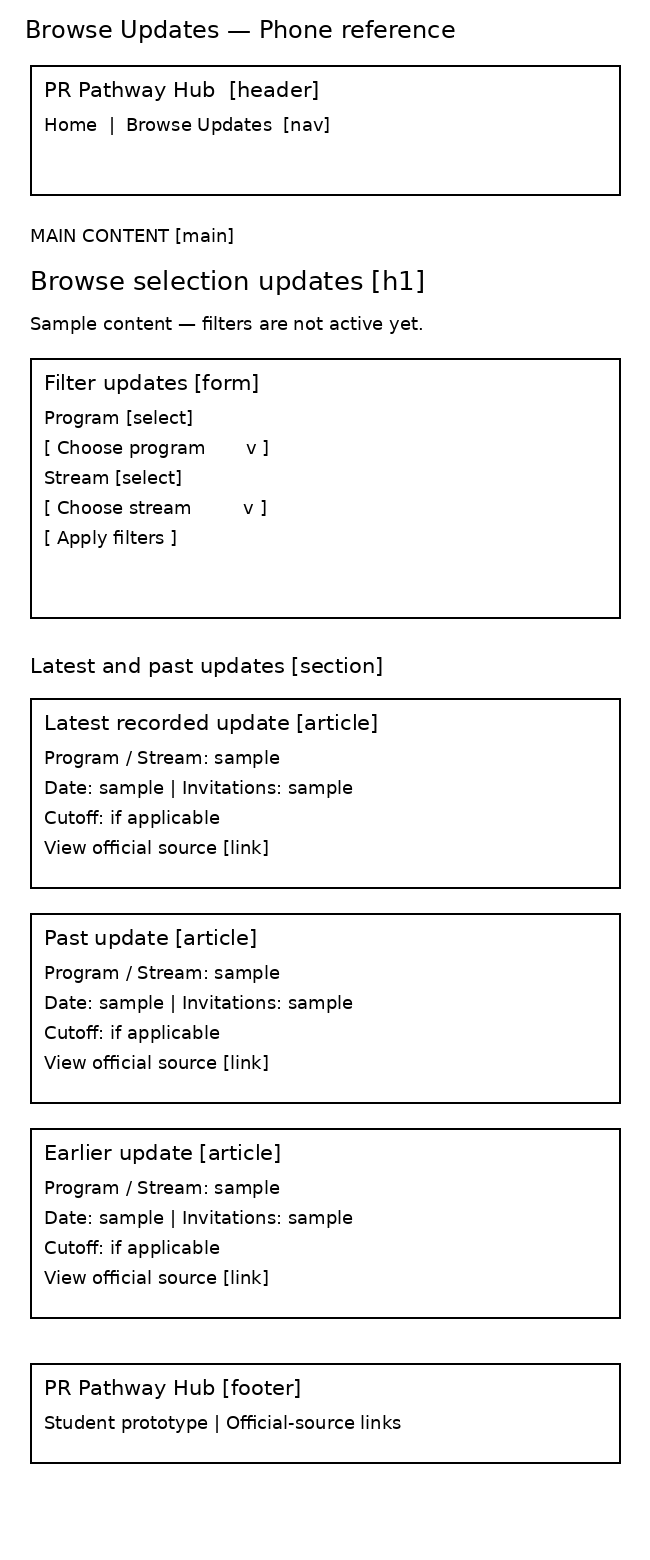 Browse Updates — Phone reference
PR Pathway Hub  [header]
Home  |  Browse Updates  [nav]
MAIN CONTENT [main]
Browse selection updates [h1]
Sample content — filters are not active yet.
Filter updates [form]
Program [select]
[ Choose program       v ]
Stream [select]
[ Choose stream         v ]
[ Apply filters ]
Latest and past updates [section]
Latest recorded update [article]
Program / Stream: sample
Date: sample | Invitations: sample
Cutoff: if applicable
View official source [link]
Past update [article]
Program / Stream: sample
Date: sample | Invitations: sample
Cutoff: if applicable
View official source [link]
Earlier update [article]
Program / Stream: sample
Date: sample | Invitations: sample
Cutoff: if applicable
View official source [link]
PR Pathway Hub [footer]
Student prototype | Official-source links